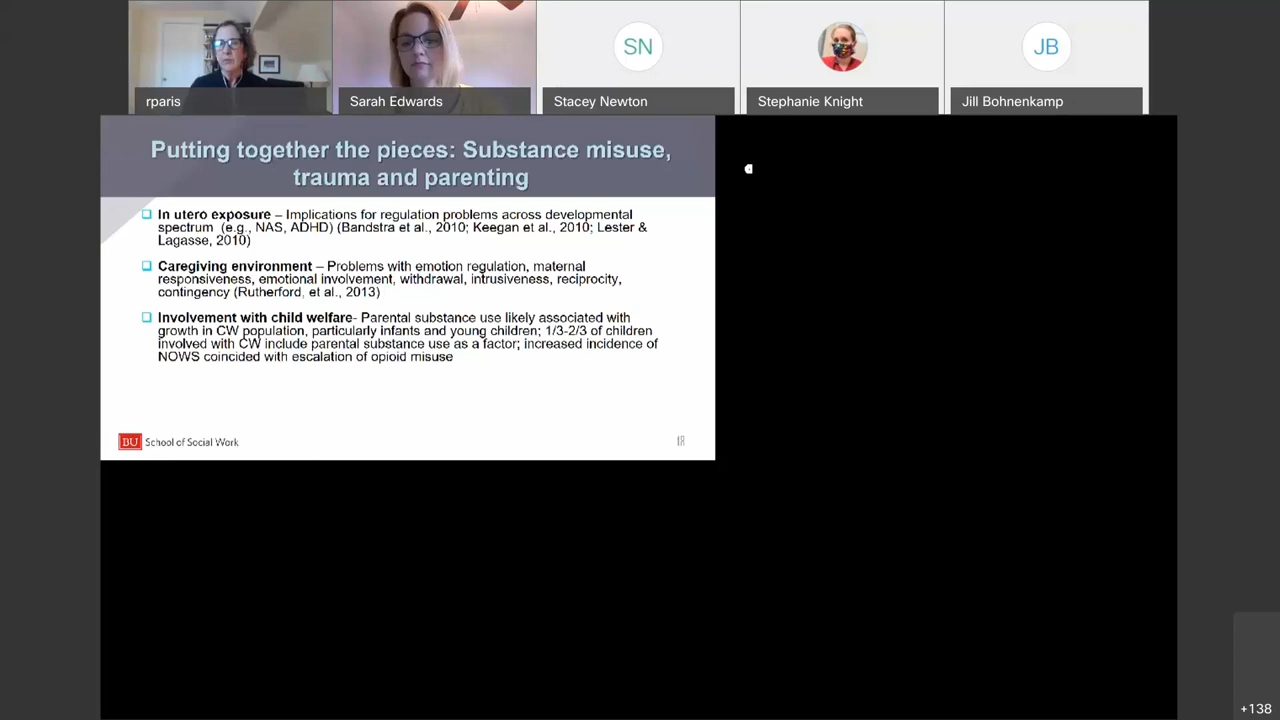 rparis
Sarah Edwards
SN
Stacey Newton
Stephanie Knight
JB
Jill Bohnenkamp
Putting together the pieces: Substance misuse,
trauma and parenting
In utero exposure – Implications for regulation problems across developmental
spectrum (e.g., NAS, ADHD) (Bandstra et al., 2010; Keegan et al., 2010; Lester &
Lagasse, 2010)
Caregiving environment – Problems with emotion regulation, maternal
responsiveness, emotional involvement, withdrawal, intrusiveness, reciprocity,
contingency (Rutherford, et al., 2013)
Involvement with child welfare- Parental substance use likely associated with
growth in CW population, particularly infants and young children; 1/3-2/3 of children
involved with CW include parental substance use as a factor; increased incidence of
NOWS coincided with escalation of opioid misuse
BU School of Social Work
18
+138